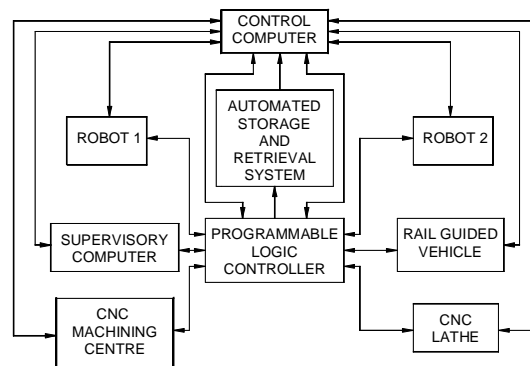 CONTROL
COMPUTER
AUTOMATED
STORAGE
AND
RETRIEVAL
SYSTEM
ROBOT 1
ROBOT 2
SUPERVISORY
COMPUTER
PROGRAMMABLE
LOGIC
CONTROLLER
RAIL GUIDED
VEHICLE
CNC
MACHINING
CENTRE
CNC
LATHE